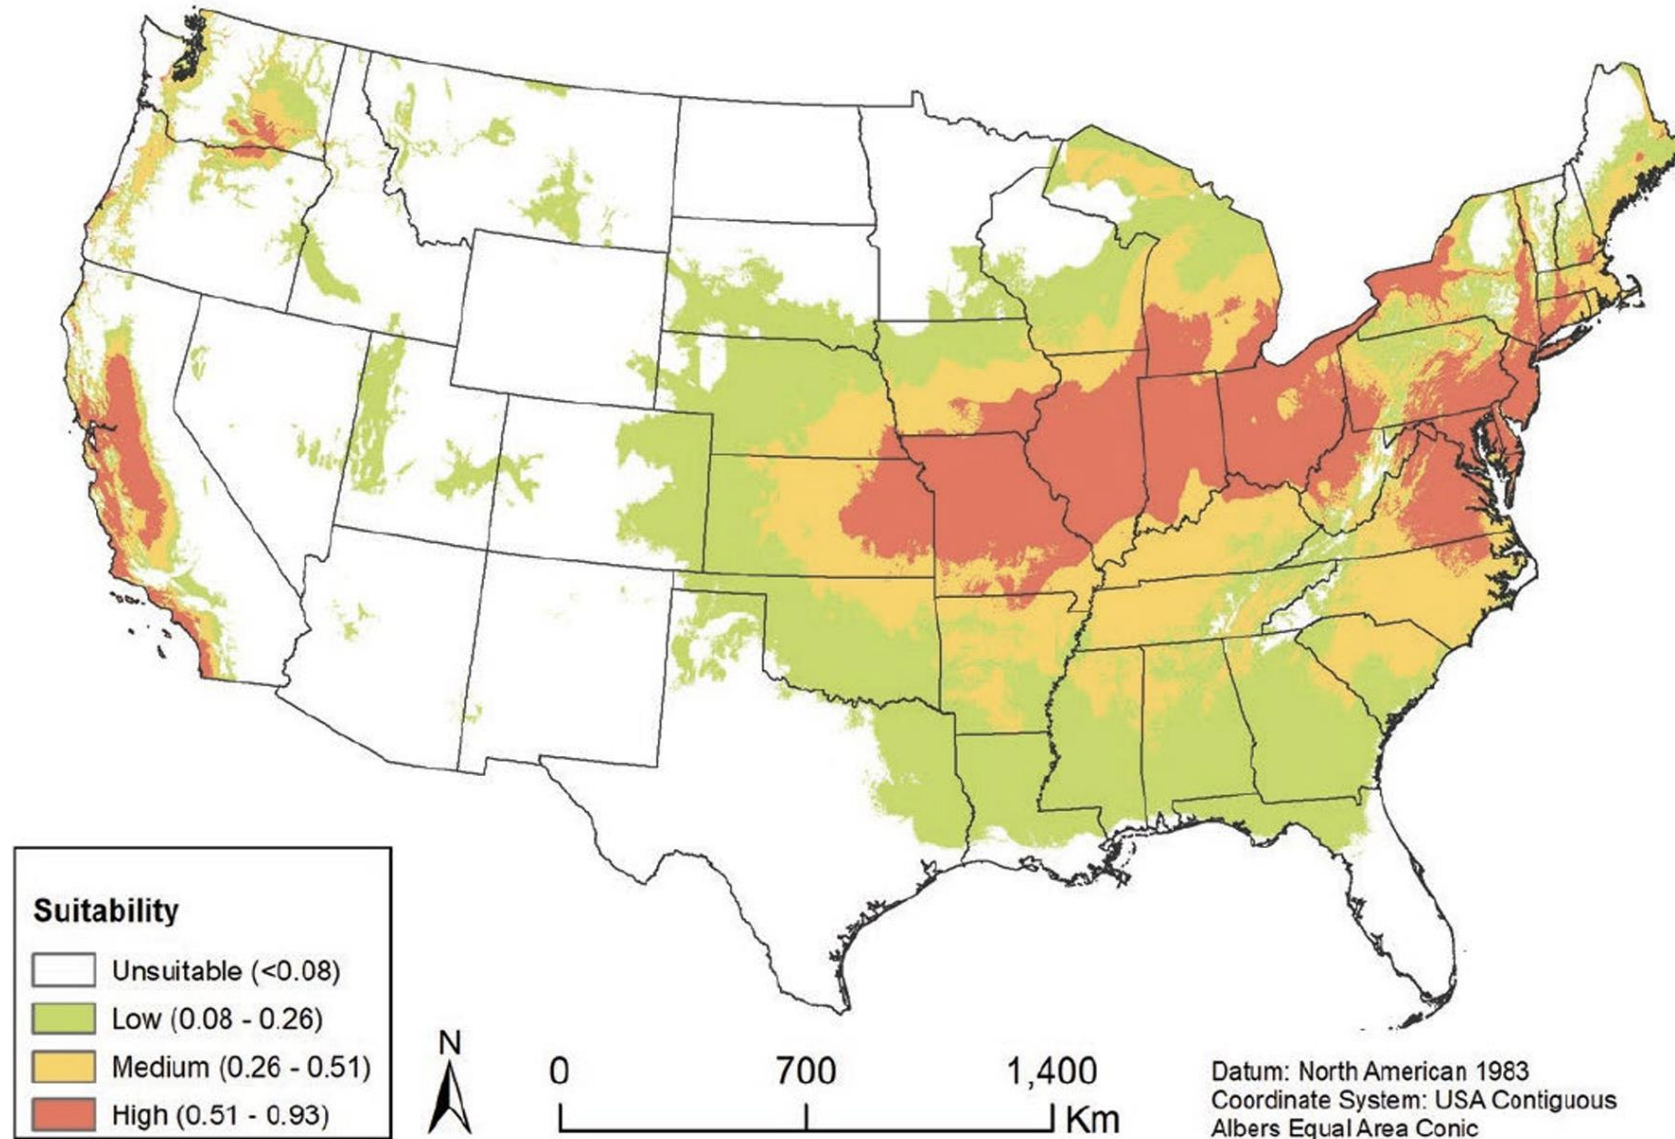 Suitability
Unsuitable (<0.08)
Low (0.08 - 0.26)
Medium (0.26 - 0.51)
High (0.51 - 0.93)
N
0 700 1,400
Km
Datum: North American 1983
Coordinate System: USA Contiguous
Albers Equal Area Conic